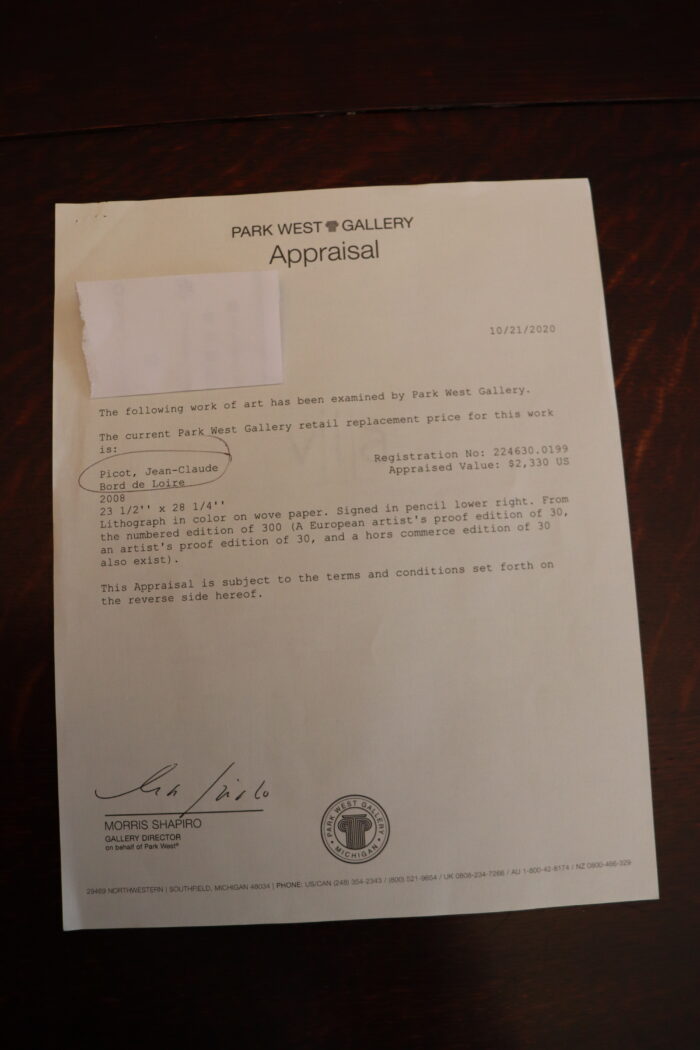 PARK WEST GALLERY
Appraisal
10/21/2020
The following work of art has been examined by Park West Gallery.
The current Park West Gallery retail replacement price for this work
is:
Registration No: 224630.0199
Picot, Jean-Claude
Appraised Value: $2,330 US
Bord de Loire
2008
23 1/2'' x 28 1/4''
Lithograph in color on wove paper. Signed in pencil lower right. From
the numbered edition of 300 (A European artist's proof edition of 30,
an artist's proof edition of 30, and a hors commerce edition of 30
also exist).
This Appraisal is subject to the terms and conditions set forth on
the reverse side hereof.
MORRIS SHAPIRO
GALLERY DIRECTOR
on behalf of Park West®
PARK WEST GALLERY
• MICHIGAN •
29469 NORTHWESTERN | SOUTHFIELD, MICHIGAN 48034 | PHONE: US/CAN (248) 354-2343 / (800) 521-9654 / UK 0808-234-7266 / AU 1-800-42-8174 / NZ 0800-466-329